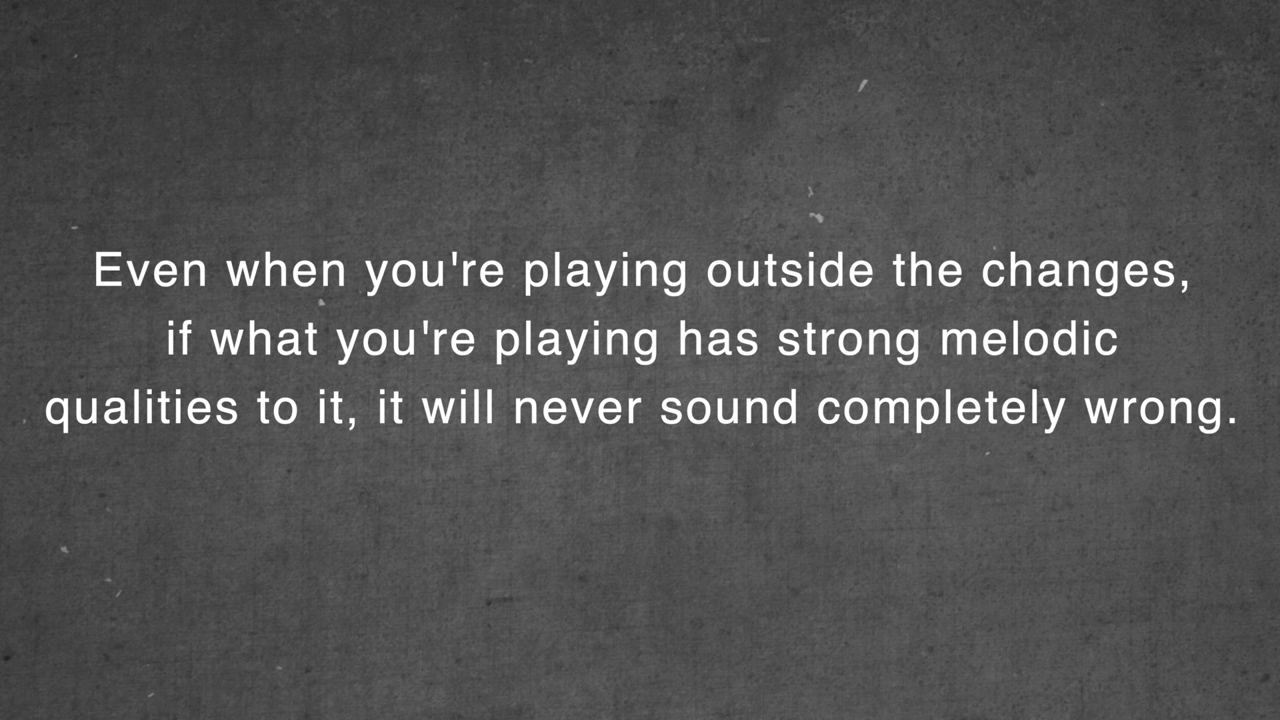 Even when you're playing outside the changes,
if what you're playing has strong melodic
qualities to it, it will never sound completely wrong.